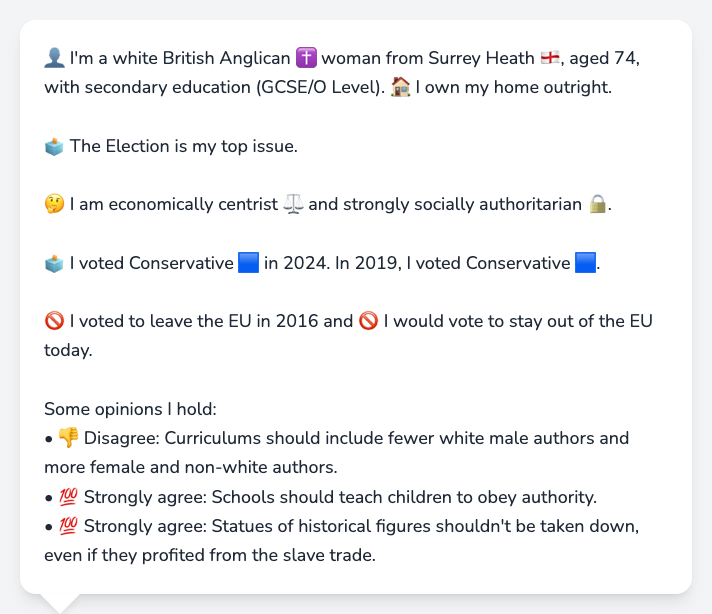 👤 I'm a white British Anglican ✝️ woman from Surrey Heath 🏴󠁧󠁢󠁥󠁮󠁧󠁿, aged 74,
with secondary education (GCSE/O Level). 🏠 I own my home outright.
🗳️ The Election is my top issue.
🤔 I am economically centrist ⚖️ and strongly socially authoritarian 🔒.
🗳️ I voted Conservative 🟦 in 2024. In 2019, I voted Conservative 🟦.
🚫 I voted to leave the EU in 2016 and 🚫 I would vote to stay out of the EU
today.
Some opinions I hold:
• 👎 Disagree: Curriculums should include fewer white male authors and
more female and non-white authors.
• 💯 Strongly agree: Schools should teach children to obey authority.
• 💯 Strongly agree: Statues of historical figures shouldn't be taken down,
even if they profited from the slave trade.